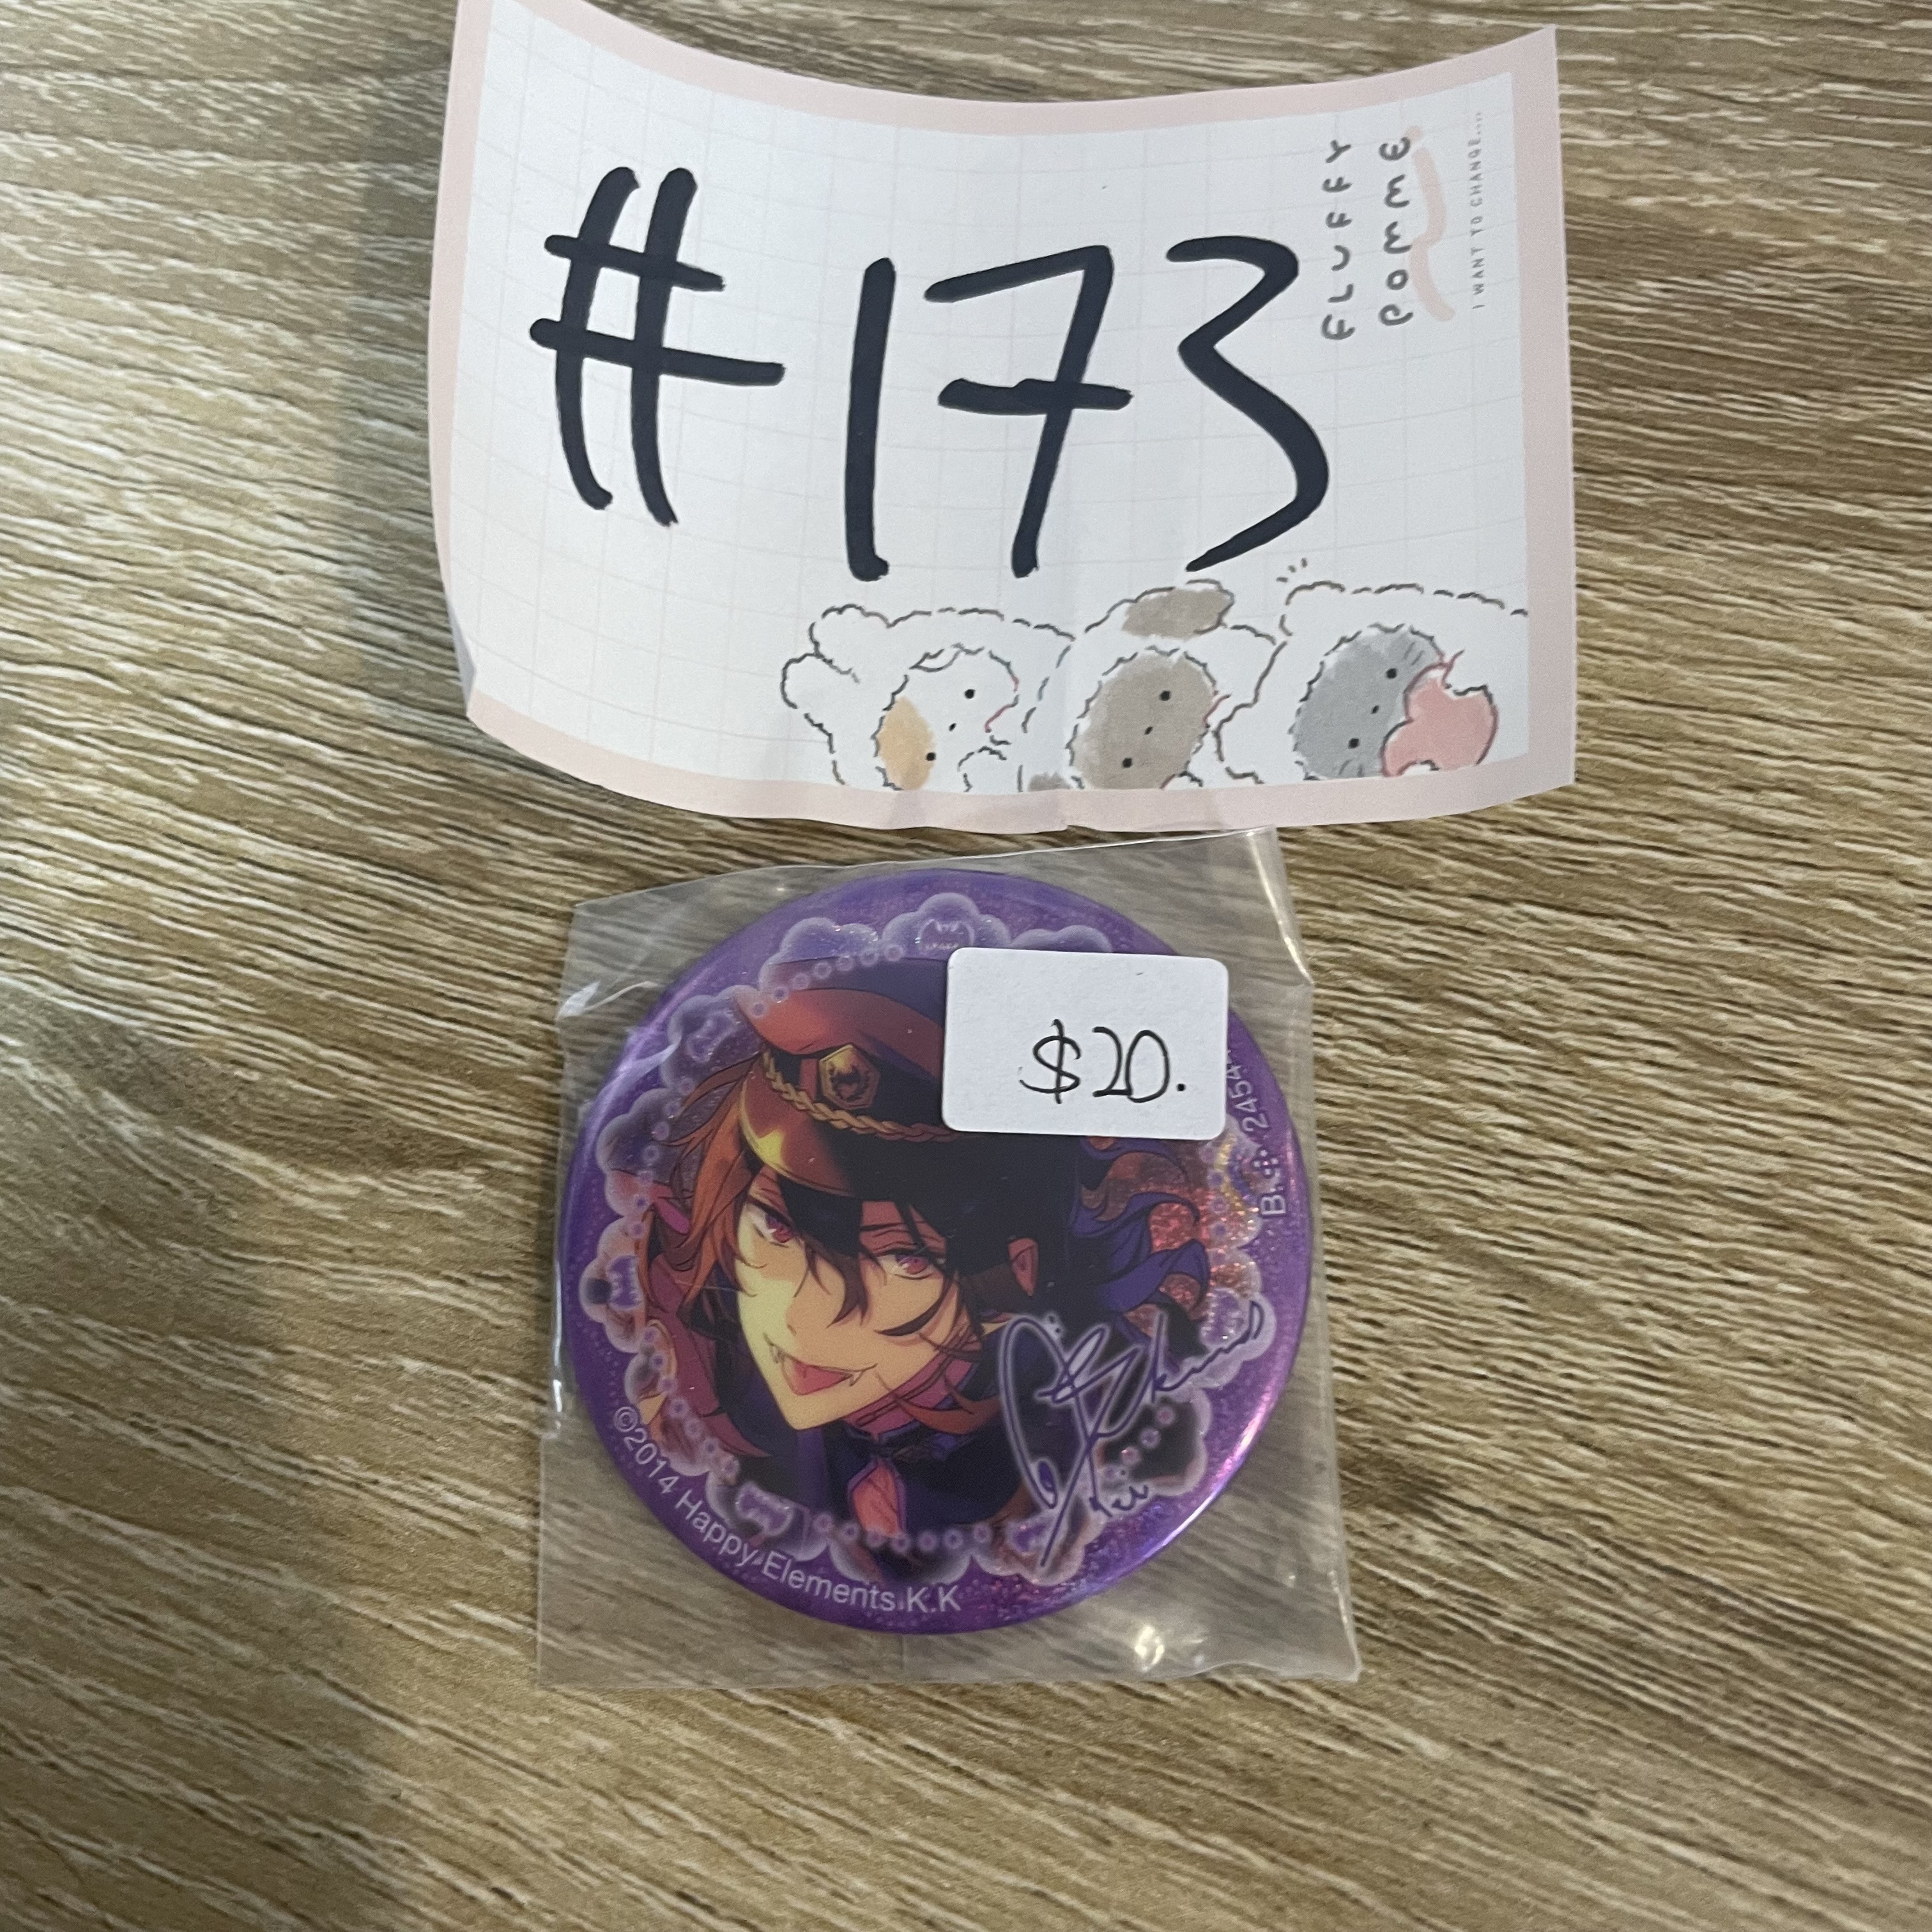 #173
FLUFFY
POMME
I WANT TO CHANGE....
$20.
©2014 Happy Elements K.K